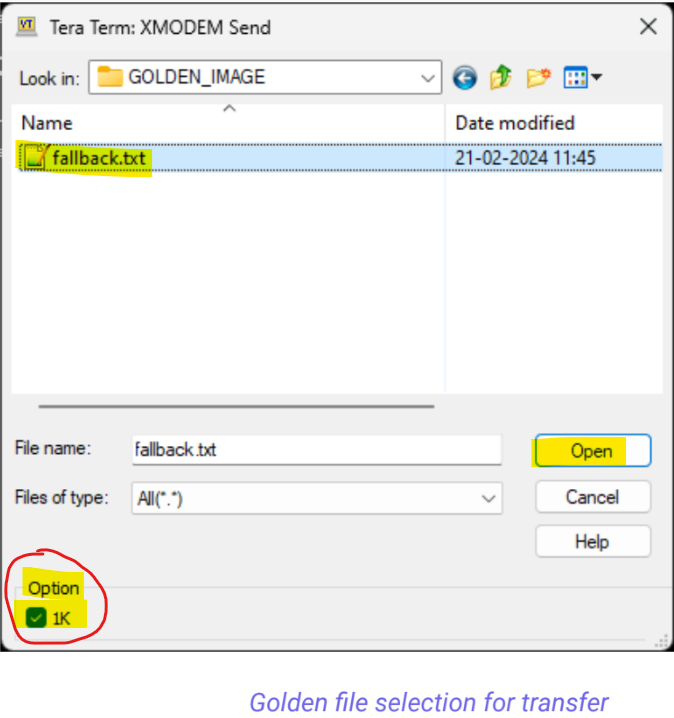 VT
Tera Term: XMODEM Send
Look in: GOLDEN_IMAGE
Name Date modified
fallback.txt 21-02-2024 11:45
File name: fallback.txt Open
Files of type: All(*.*) Cancel
Help
Option
1K
Golden file selection for transfer